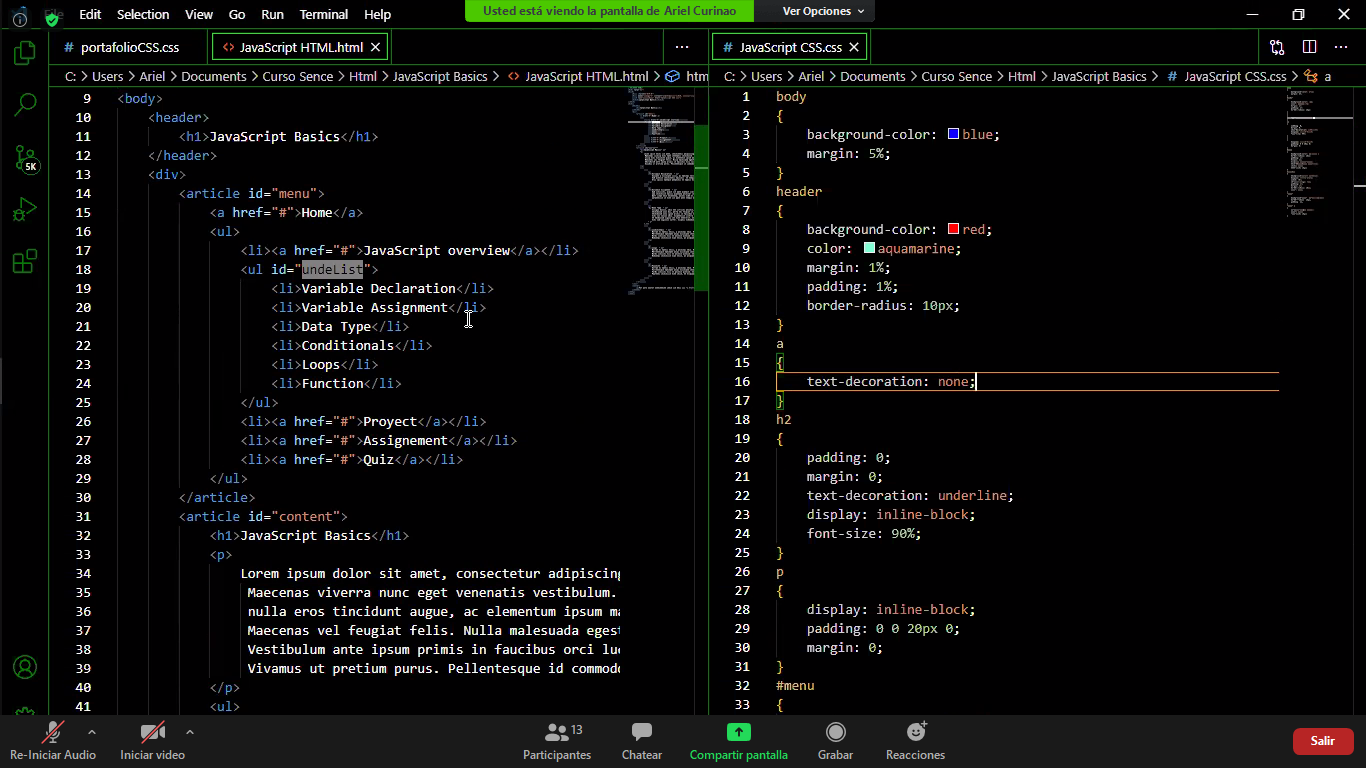 Edit Selection View Go Run Terminal Help
Usted está viendo la pantalla de Ariel Curinao
Ver Opciones
# portafolioCSS.css
<> JavaScript HTML.html
C: > Users > Ariel > Documents > Curso Sence > Html > JavaScript Basics > <> JavaScript HTML.html > htm
9 <body>
10 <header>
11 <h1>JavaScript Basics</h1>
12 </header>
13 <div>
14 <article id="menu">
15 <a href="#">Home</a>
16 <ul>
17 <li><a href="#">JavaScript overview</a></li>
18 <ul id="undeList">
19 <li>Variable Declaration</li>
20 <li>Variable Assignment</li>
21 <li>Data Type</li>
22 <li>Conditionals</li>
23 <li>Loops</li>
24 <li>Function</li>
25 </ul>
26 <li><a href="#">Proyect</a></li>
27 <li><a href="#">Assignement</a></li>
28 <li><a href="#">Quiz</a></li>
29 </ul>
30 </article>
31 <article id="content">
32 <h1>JavaScript Basics</h1>
33 <p>
34 Lorem ipsum dolor sit amet, consectetur adipiscing
35 Maecenas viverra nunc eget venenatis vestibulum.
36 nulla eros tincidunt augue, ac elementum ipsum ma
37 Maecenas vel feugiat felis. Nulla malesuada egest
38 Vestibulum ante ipsum primis in faucibus orci luc
39 Vivamus ut pretium purus. Pellentesque id commodo
40 </p>
41 <ul>
# JavaScript CSS.css
C: > Users > Ariel > Documents > Curso Sence > Html > JavaScript Basics > # JavaScript CSS.css > a
1 body
2 {
3 background-color: blue;
4 margin: 5%;
5 }
6 header
7 {
8 background-color: red;
9 color: aquamarine;
10 margin: 1%;
11 padding: 1%;
12 border-radius: 10px;
13 }
14 a
15 {
16 text-decoration: none;
17 }
18 h2
19 {
20 padding: 0;
21 margin: 0;
22 text-decoration: underline;
23 display: inline-block;
24 font-size: 90%;
25 }
26 p
27 {
28 display: inline-block;
29 padding: 0 0 20px 0;
30 margin: 0;
31 }
32 #menu
33 {
5K
Re-Iniciar Audio
Iniciar video
13
Participantes
Chatear
Compartir pantalla
Grabar
Reacciones
Salir